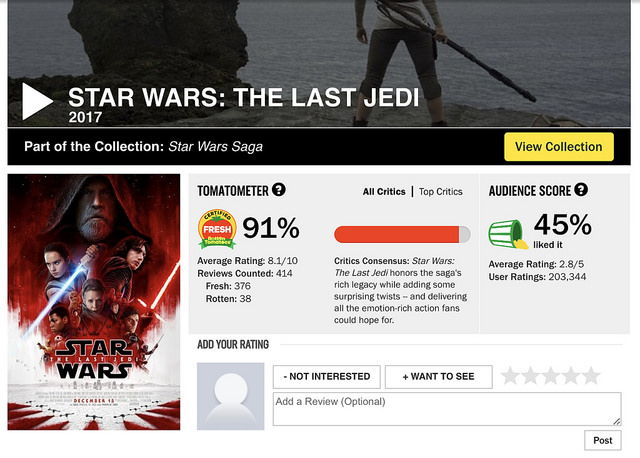 STAR WARS: THE LAST JEDI
2017
Part of the Collection: Star Wars Saga
View Collection
TOMATOMETER ?
All Critics | Top Critics
CERTIFIED
FRESH
Rotten
Tomatoes
91%
Average Rating: 8.1/10
Reviews Counted: 414
Fresh: 376
Rotten: 38
Critics Consensus: Star Wars:
The Last Jedi honors the saga's
rich legacy while adding some
surprising twists -- and delivering
all the emotion-rich action fans
could hope for.
AUDIENCE SCORE ?
45%
liked it
Average Rating: 2.8/5
User Ratings: 203,344
STAR
THE LAST JEDI
WARS
DECEMBER 15
ADD YOUR RATING
- NOT INTERESTED
+ WANT TO SEE
Add a Review (Optional)
Post